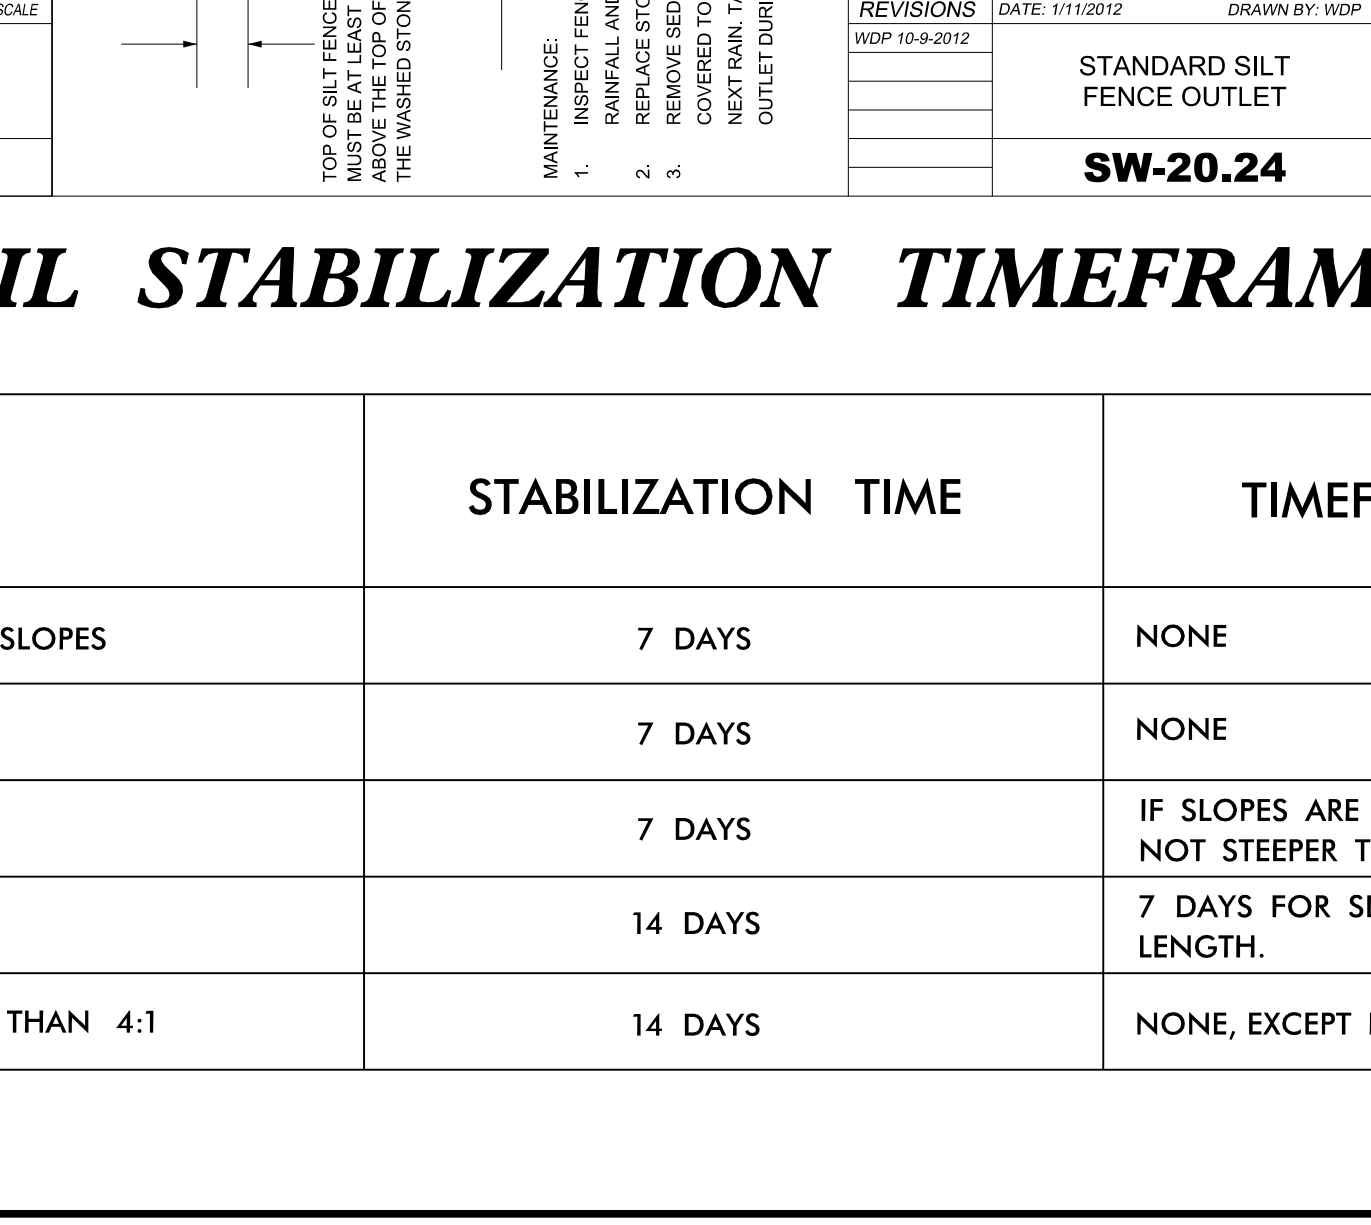 SCALE
TOP OF SILT FENCE
MUST BE AT LEAST
ABOVE THE TOP OF
THE WASHED STON
MAINTENANCE:
1. INSPECT FENC
RAINFALL AND
2. REPLACE STO
3. REMOVE SED
COVERED TO
NEXT RAIN. TA
OUTLET DURI
REVISIONS
WDP 10-9-2012
DATE: 1/11/2012 DRAWN BY: WDP
STANDARD SILT
FENCE OUTLET
SW-20.24
IL STABILIZATION TIMEFRAM
STABILIZATION TIME TIMEF
SLOPES 7 DAYS NONE
7 DAYS NONE
7 DAYS
IF SLOPES ARE
NOT STEEPER T
14 DAYS
7 DAYS FOR SL
LENGTH.
THAN 4:1 14 DAYS NONE, EXCEPT